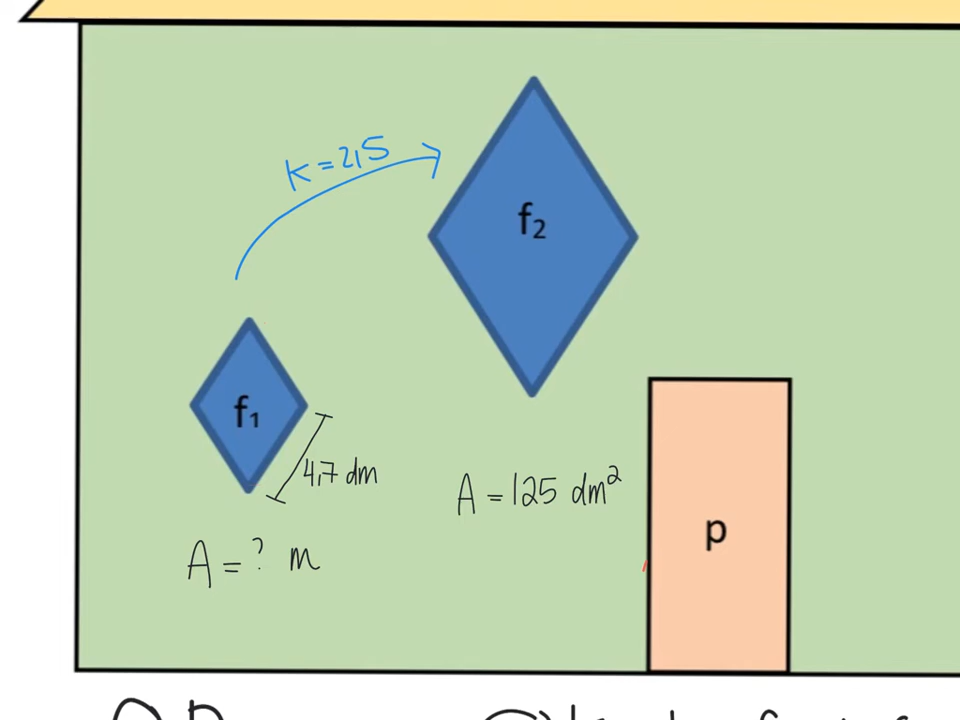 K=2,5
f₂
f₁
4,7 dm
A = 125 dm²
A = ? m
p